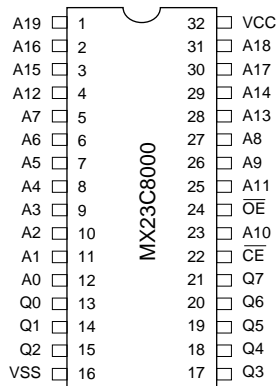 A19 1 32 VCC
A16 2 31 A18
A15 3 30 A17
A12 4 29 A14
A7 5 28 A13
A6 6 27 A8
A5 7 26 A9
A4 8 25 A11
A3 9 24 OE
A2 10 23 A10
A1 11 22 CE
A0 12 21 Q7
Q0 13 20 Q6
Q1 14 19 Q5
Q2 15 18 Q4
VSS 16 17 Q3
MX23C8000